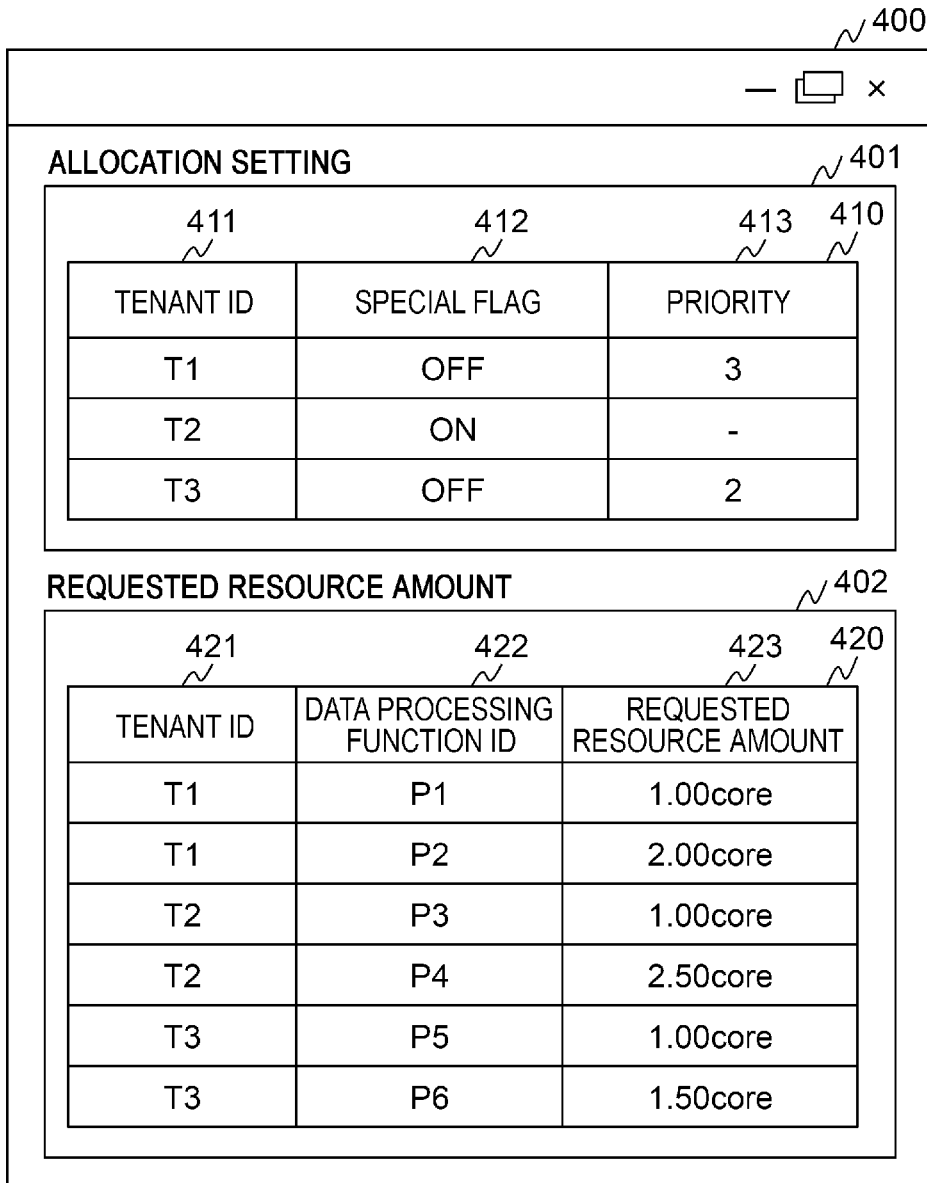 400
— ×
ALLOCATION SETTING 401
411 412 413 410
TENANT ID SPECIAL FLAG PRIORITY
T1 OFF 3
T2 ON -
T3 OFF 2
REQUESTED RESOURCE AMOUNT 402
421 422 423 420
TENANT ID DATA PROCESSING FUNCTION ID REQUESTED RESOURCE AMOUNT
T1 P1 1.00core
T1 P2 2.00core
T2 P3 1.00core
T2 P4 2.50core
T3 P5 1.00core
T3 P6 1.50core